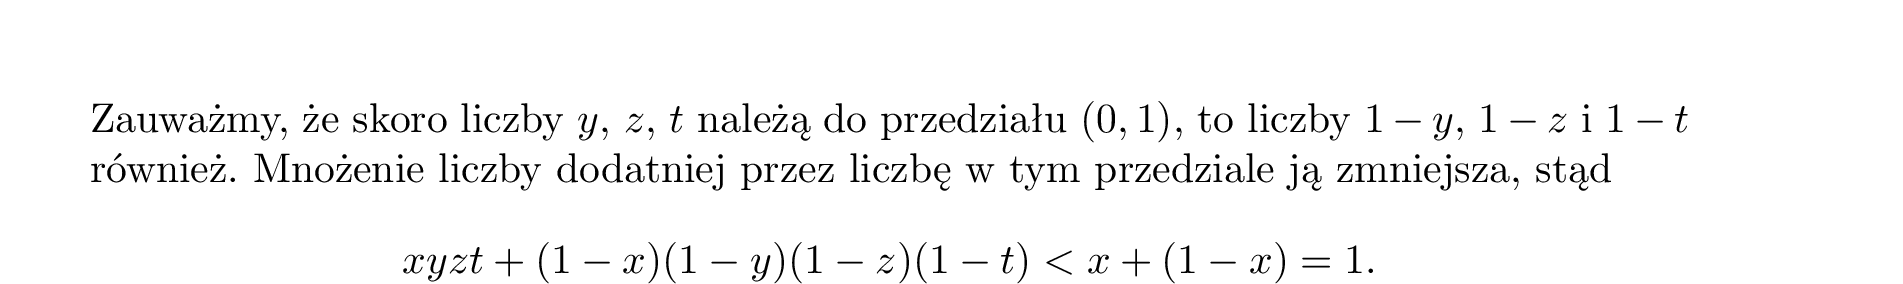 Zauważmy, że skoro liczby y, z, t należą do przedziału (0, 1), to liczby 1 − y, 1 − z i 1 − t
również. Mnożenie liczby dodatniej przez liczbę w tym przedziale ją zmniejsza, stąd
xyzt + (1 − x)(1 − y)(1 − z)(1 − t) < x + (1 − x) = 1.